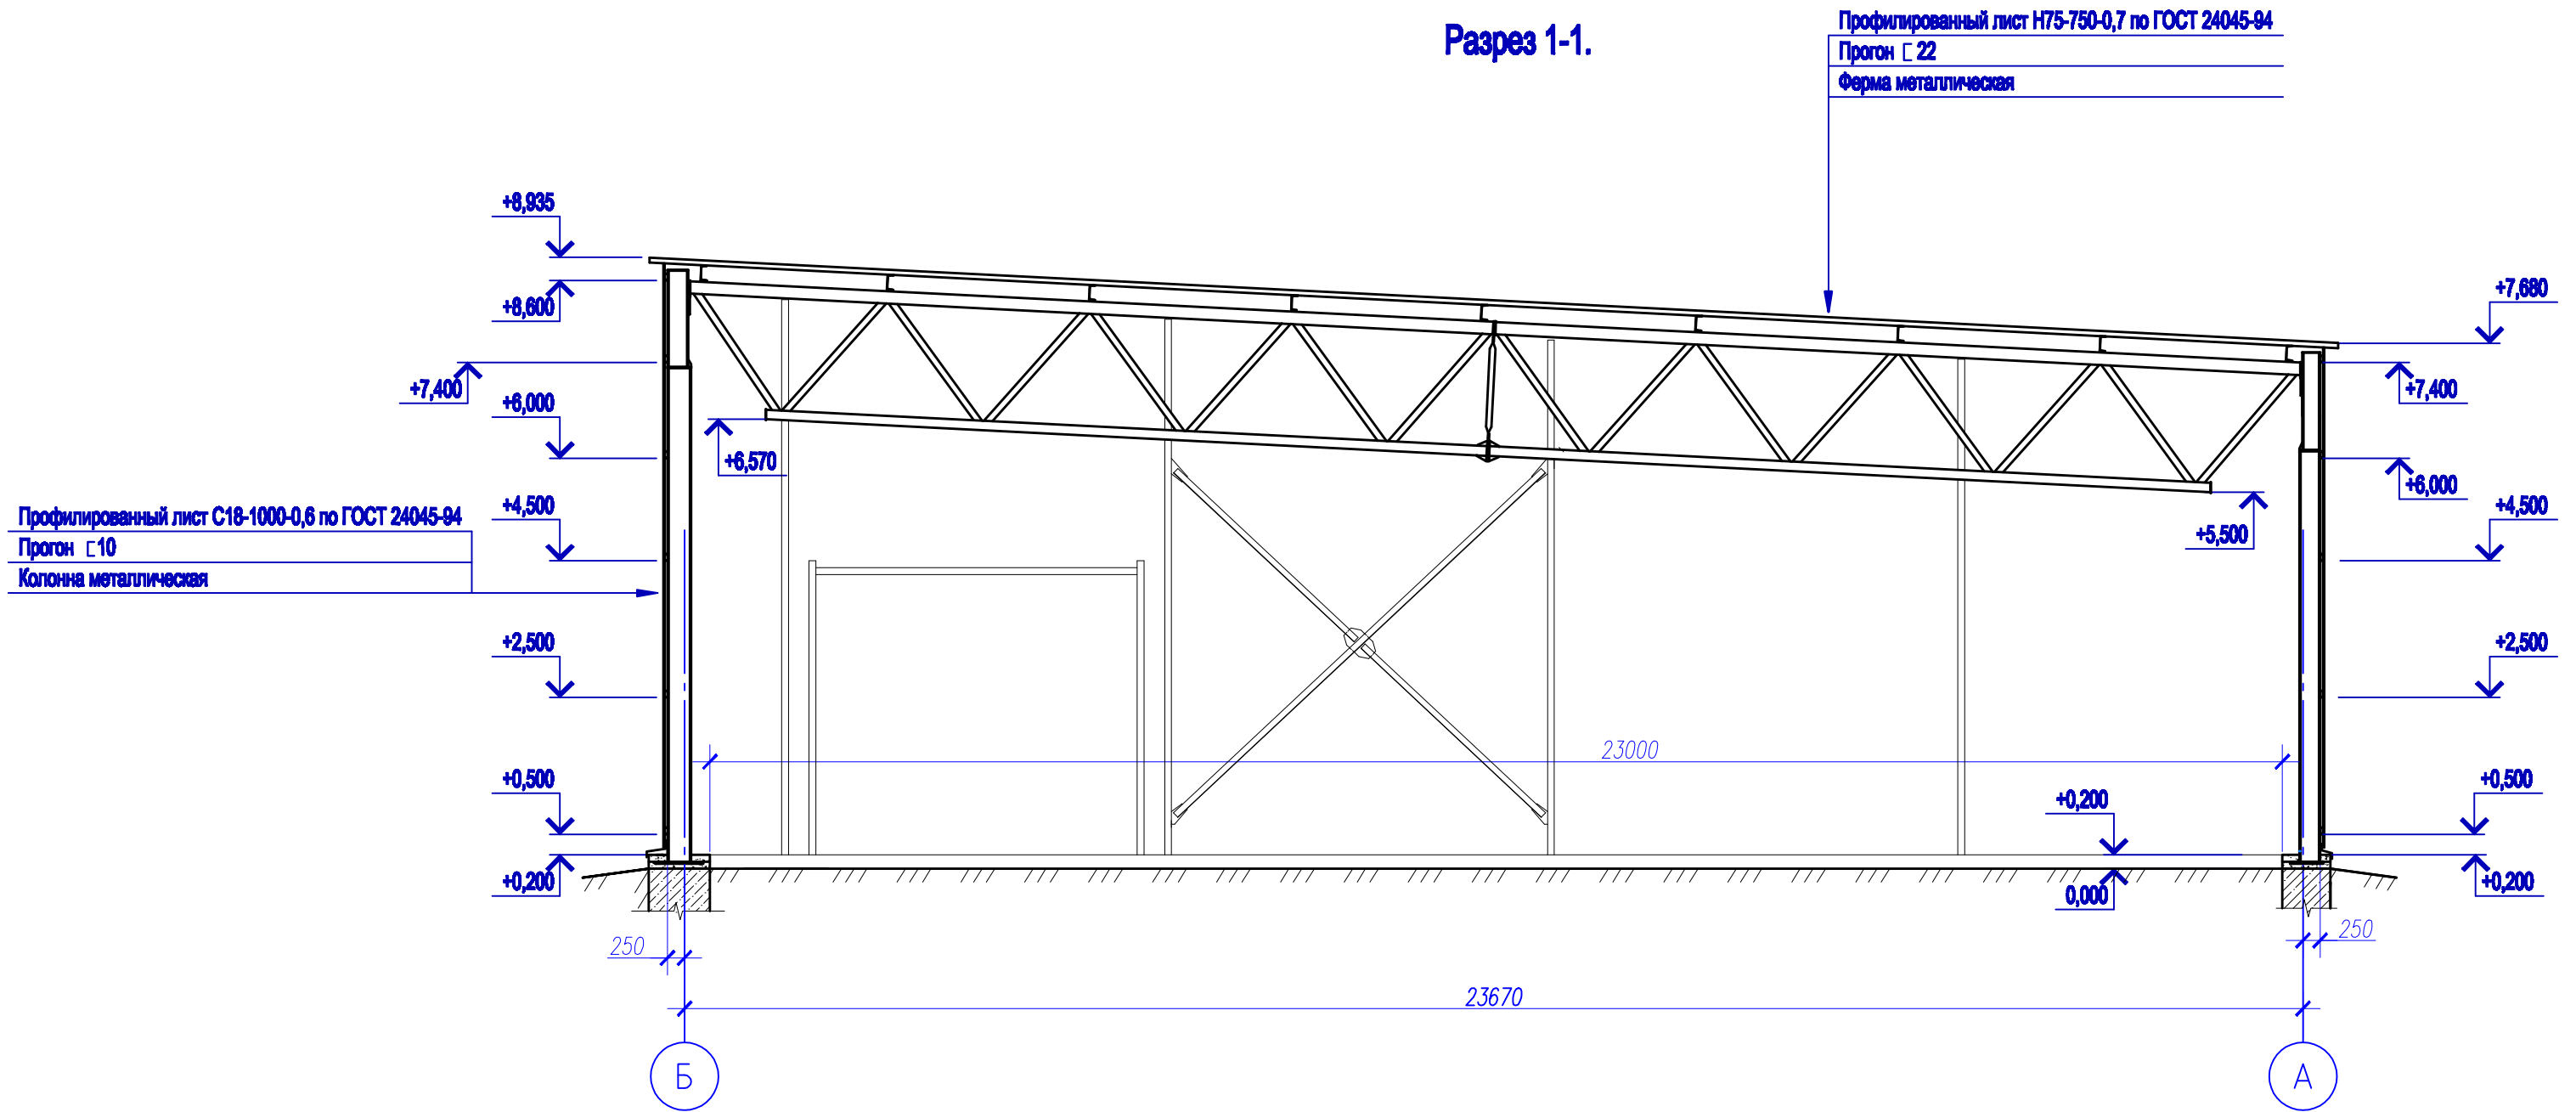 Разрез 1-1.
Профилированный лист Н75-750-0,7 по ГОСТ 24045-94
Прогон ⊏ 22
Ферма металлическая
+8,935
+8,600
+7,400
+6,000
+6,570
+4,500
Профилированный лист С18-1000-0,6 по ГОСТ 24045-94
Прогон ⊏ 10
Колонна металлическая
+2,500
+0,500
+0,200
+7,680
+7,400
+6,000
+5,500
+4,500
+2,500
23000
+0,200
0,000
+0,500
+0,200
250
250
23670
Б
А